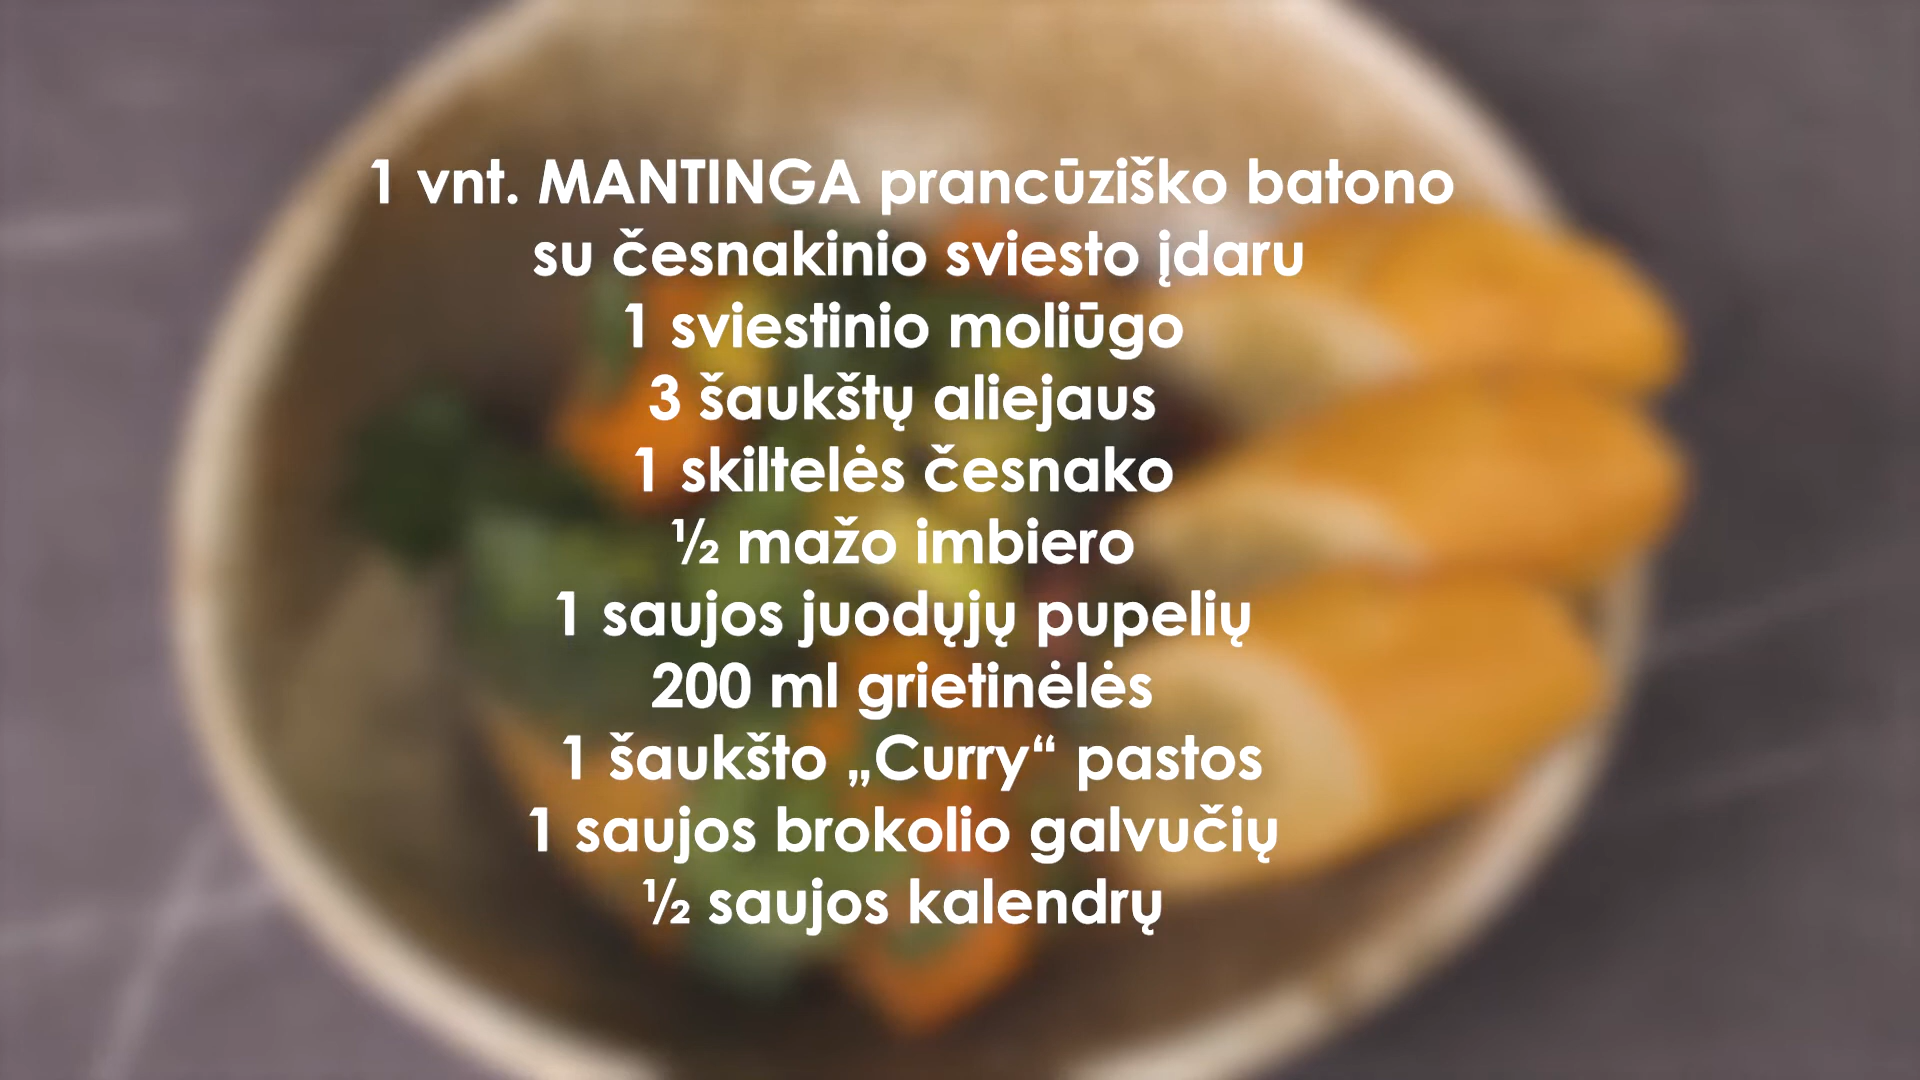 1 vnt. MANTINGA prancūziško batono
su česnakinio sviesto įdaru
1 sviestinio moliūgo
3 šaukštų aliejaus
1 skiltelės česnako
½ mažo imbiero
1 saujos juodųjų pupelių
200 ml grietinėlės
1 šaukšto „Curry“ pastos
1 saujos brokolio galvučių
½ saujos kalendrų